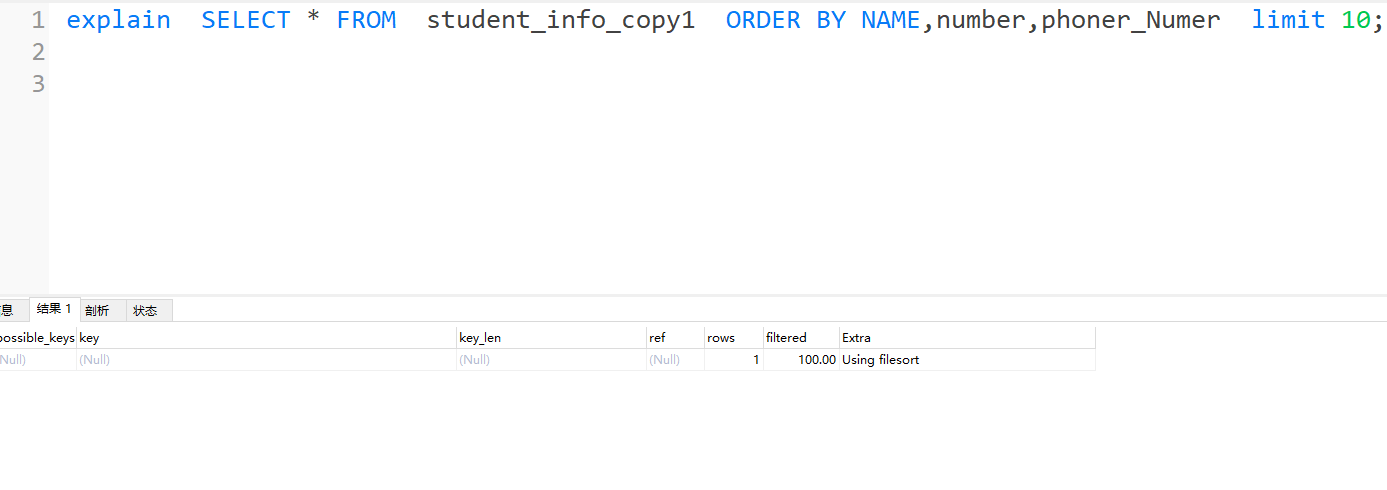 1 explain  SELECT * FROM  student_info_copy1  ORDER BY NAME,number,phoner_Numer  limit 10;
2
3
息 结果 1 剖析 状态
possible_keys key key_len ref rows filtered Extra
(Null) (Null) (Null) (Null) 1 100.00 Using filesort